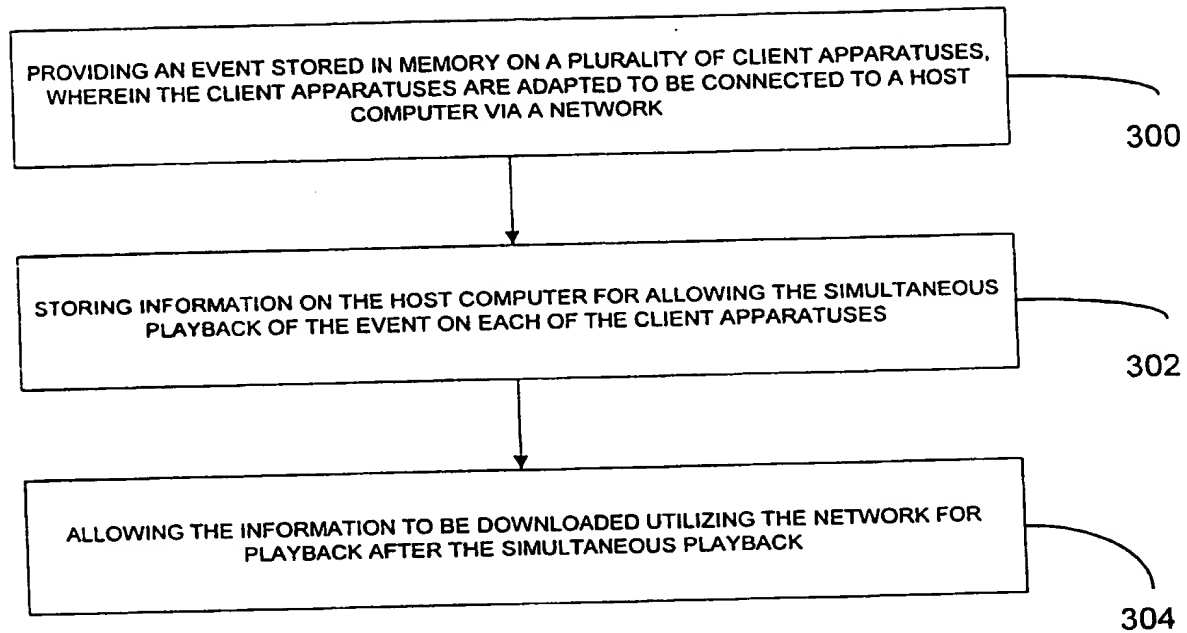 PROVIDING AN EVENT STORED IN MEMORY ON A PLURALITY OF CLIENT APPARATUSES,
WHEREIN THE CLIENT APPARATUSES ARE ADAPTED TO BE CONNECTED TO A HOST
COMPUTER VIA A NETWORK
300
STORING INFORMATION ON THE HOST COMPUTER FOR ALLOWING THE SIMULTANEOUS
PLAYBACK OF THE EVENT ON EACH OF THE CLIENT APPARATUSES
302
ALLOWING THE INFORMATION TO BE DOWNLOADED UTILIZING THE NETWORK FOR
PLAYBACK AFTER THE SIMULTANEOUS PLAYBACK
304